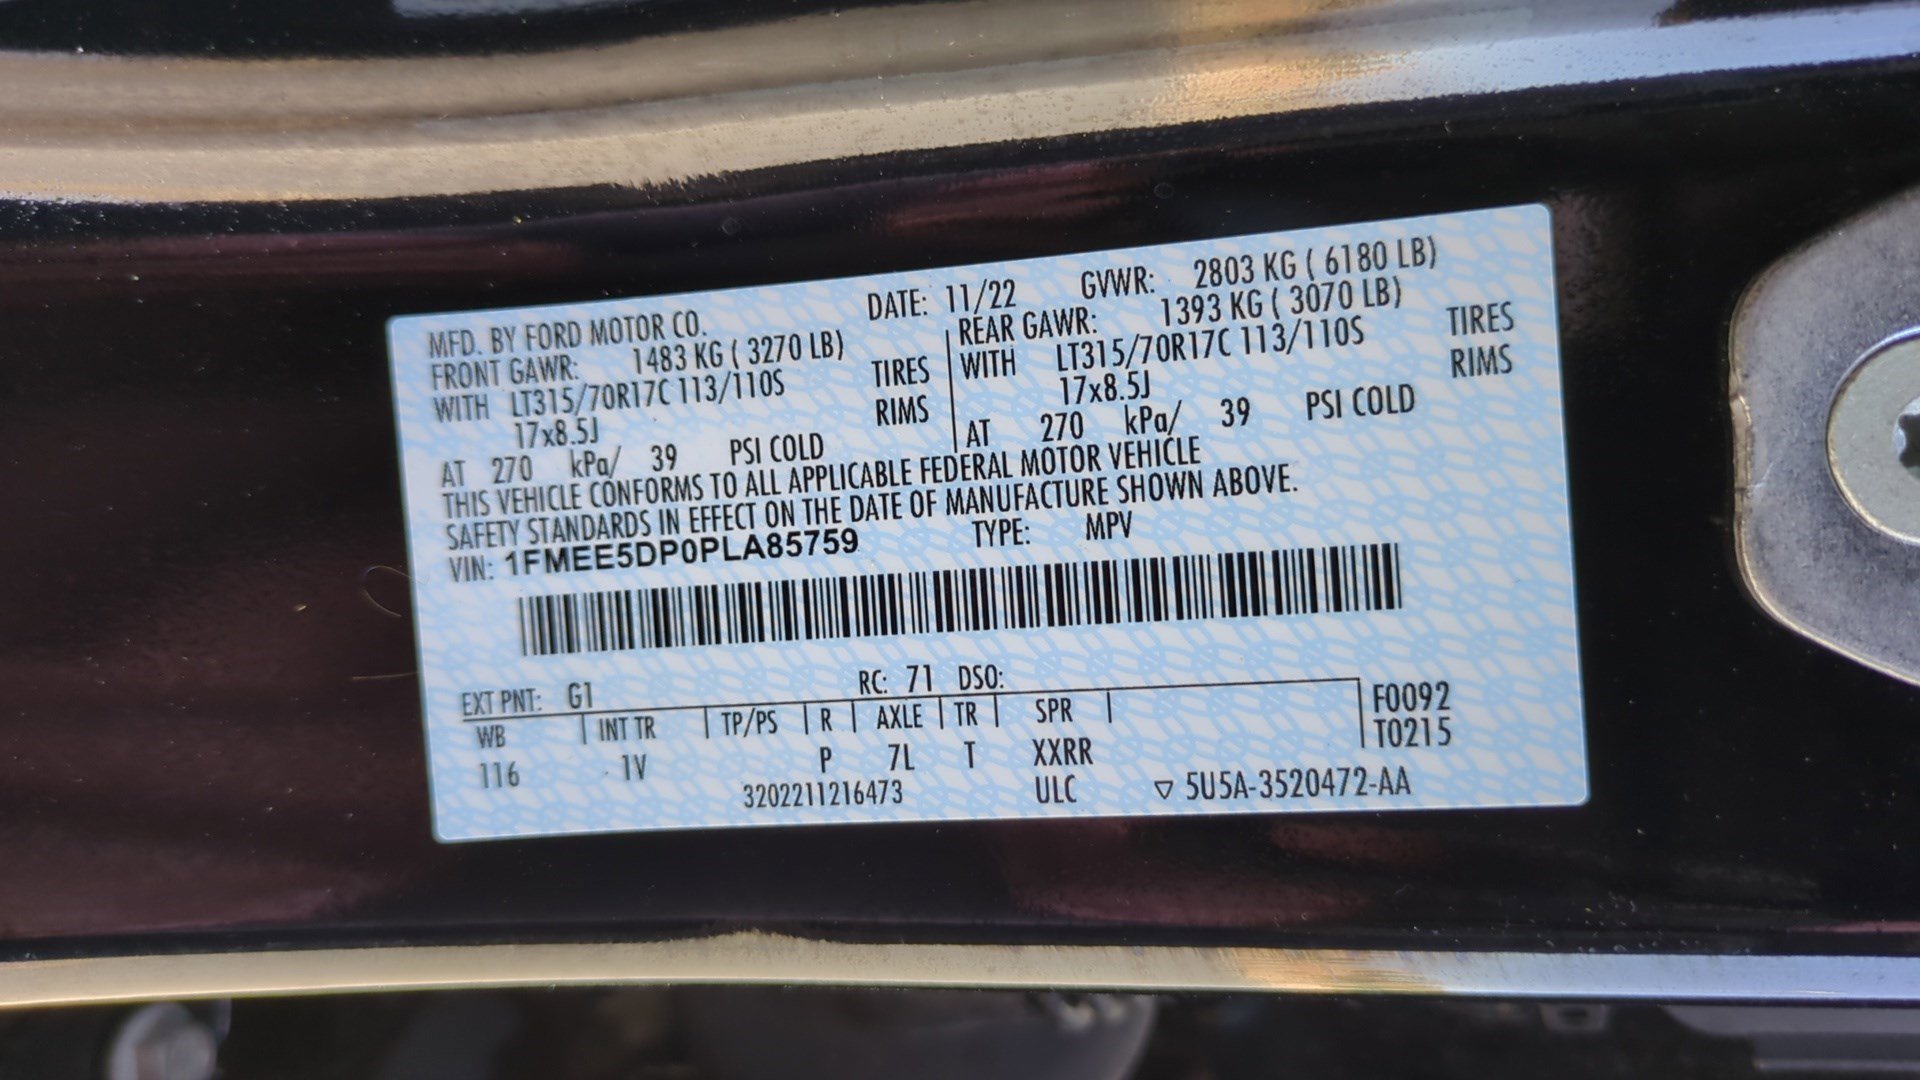 MFD. BY FORD MOTOR CO. DATE: 11/22 GVWR: 2803 KG ( 6180 LB)
FRONT GAWR: 1483 KG ( 3270 LB) REAR GAWR: 1393 KG ( 3070 LB)
WITH LT315/70R17C 113/110S TIRES WITH LT315/70R17C 113/110S TIRES
17x8.5J RIMS 17x8.5J RIMS
AT 270 kPa/ 39 PSI COLD AT 270 kPa/ 39 PSI COLD
THIS VEHICLE CONFORMS TO ALL APPLICABLE FEDERAL MOTOR VEHICLE
SAFETY STANDARDS IN EFFECT ON THE DATE OF MANUFACTURE SHOWN ABOVE.
VIN: 1FMEE5DP0PLA85759 TYPE: MPV
EXT PNT: G1 RC: 71 DSO:
WB INT TR TP/PS R AXLE TR SPR F0092
116 1V P 7L T XXRR T0215
3202211216473 ULC ▽ 5U5A-3520472-AA